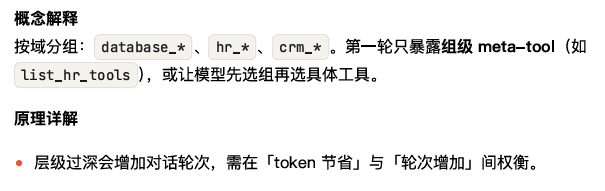 概念解释
按域分组：database_*、hr_*、crm_*。第一轮只暴露组级 meta-tool（如
list_hr_tools），或让模型先选组再选具体工具。
原理详解
• 层级过深会增加对话轮次，需在「token 节省」与「轮次增加」间权衡。